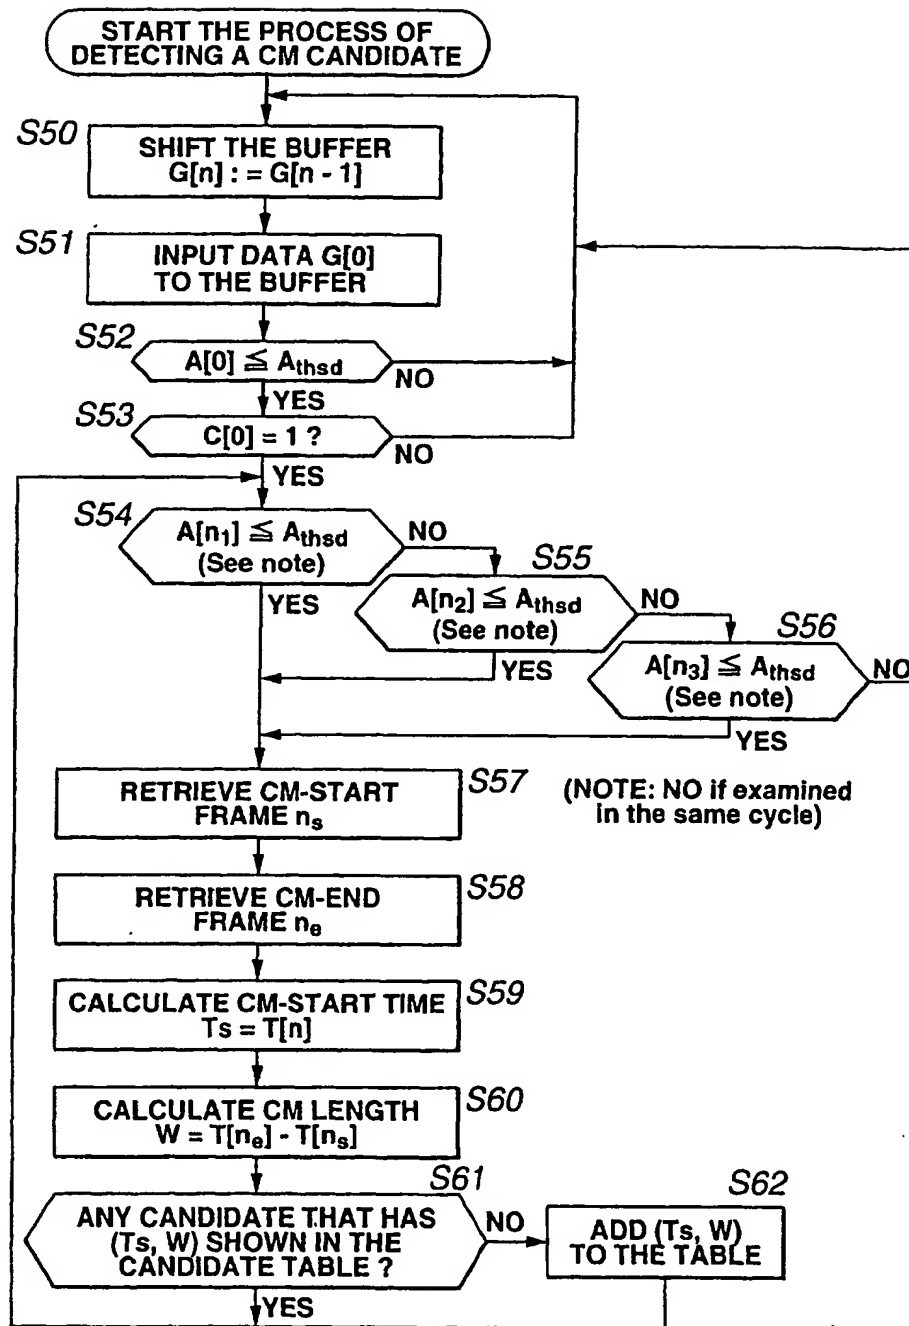 START THE PROCESS OF
DETECTING A CM CANDIDATE
S50
SHIFT THE BUFFER
G[n] : = G[n - 1]
S51
INPUT DATA G[0]
TO THE BUFFER
S52
A[0] ≦ Athsd
NO
YES
S53
C[0] = 1 ?
NO
YES
S54
A[n1] ≦ Athsd
(See note)
NO
YES
S55
A[n2] ≦ Athsd
(See note)
NO
YES
S56
A[n3] ≦ Athsd
(See note)
NO
YES
(NOTE: NO if examined
in the same cycle)
S57
RETRIEVE CM-START
FRAME ns
S58
RETRIEVE CM-END
FRAME ne
S59
CALCULATE CM-START TIME
Ts = T[n]
S60
CALCULATE CM LENGTH
W = T[ne] - T[ns]
S61
ANY CANDIDATE THAT HAS
(Ts, W) SHOWN IN THE
CANDIDATE TABLE ?
NO
YES
S62
ADD (Ts, W)
TO THE TABLE